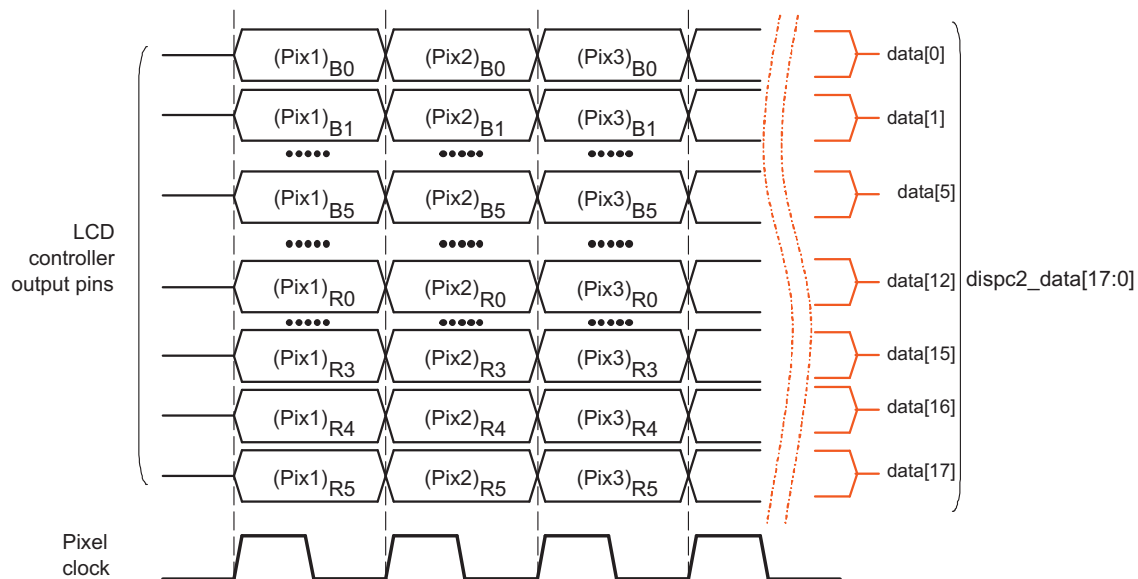 (Pix1)B0 (Pix2)B0 (Pix3)B0 data[0]
(Pix1)B1 (Pix2)B1 (Pix3)B1 data[1]
(Pix1)B5 (Pix2)B5 (Pix3)B5 data[5]
LCD
controller
output pins
(Pix1)R0 (Pix2)R0 (Pix3)R0 data[12] dispc2_data[17:0]
(Pix1)R3 (Pix2)R3 (Pix3)R3 data[15]
(Pix1)R4 (Pix2)R4 (Pix3)R4 data[16]
(Pix1)R5 (Pix2)R5 (Pix3)R5 data[17]
Pixel
clock